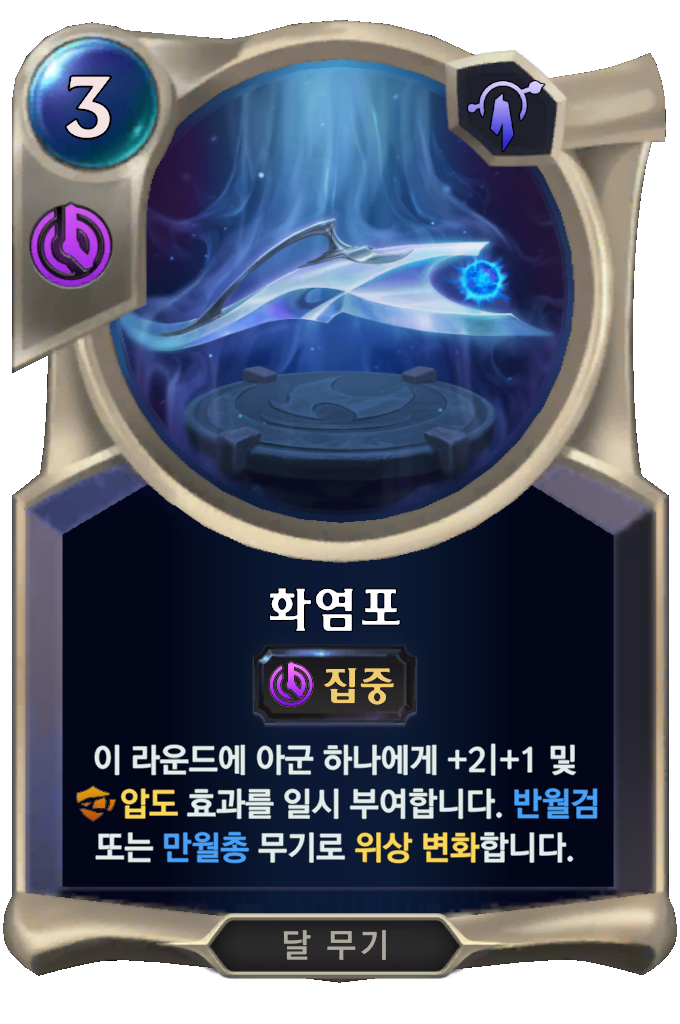 3
화염포
집중
이 라운드에 아군 하나에게 +2|+1 및
압도 효과를 일시 부여합니다. 반월검
또는 만월총 무기로 위상 변화합니다.
달 무기